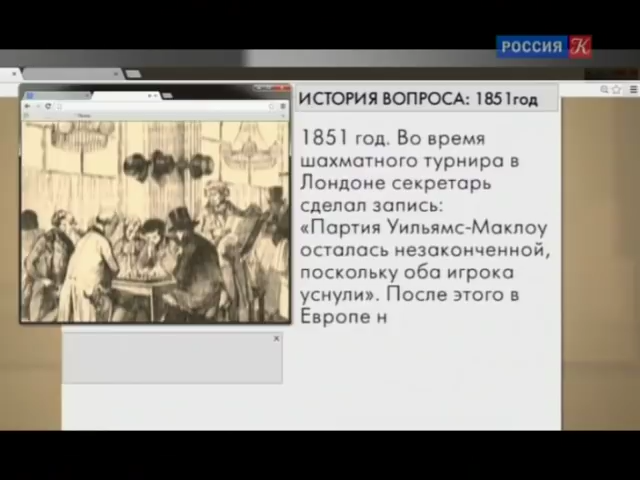 РОССИЯ К
ИСТОРИЯ ВОПРОСА: 1851год
1851 год. Во время
шахматного турнира в
Лондоне секретарь
сделал запись:
«Партия Уильямс-Маклоу
осталась незаконченной,
поскольку оба игрока
уснули». После этого в
Европе н